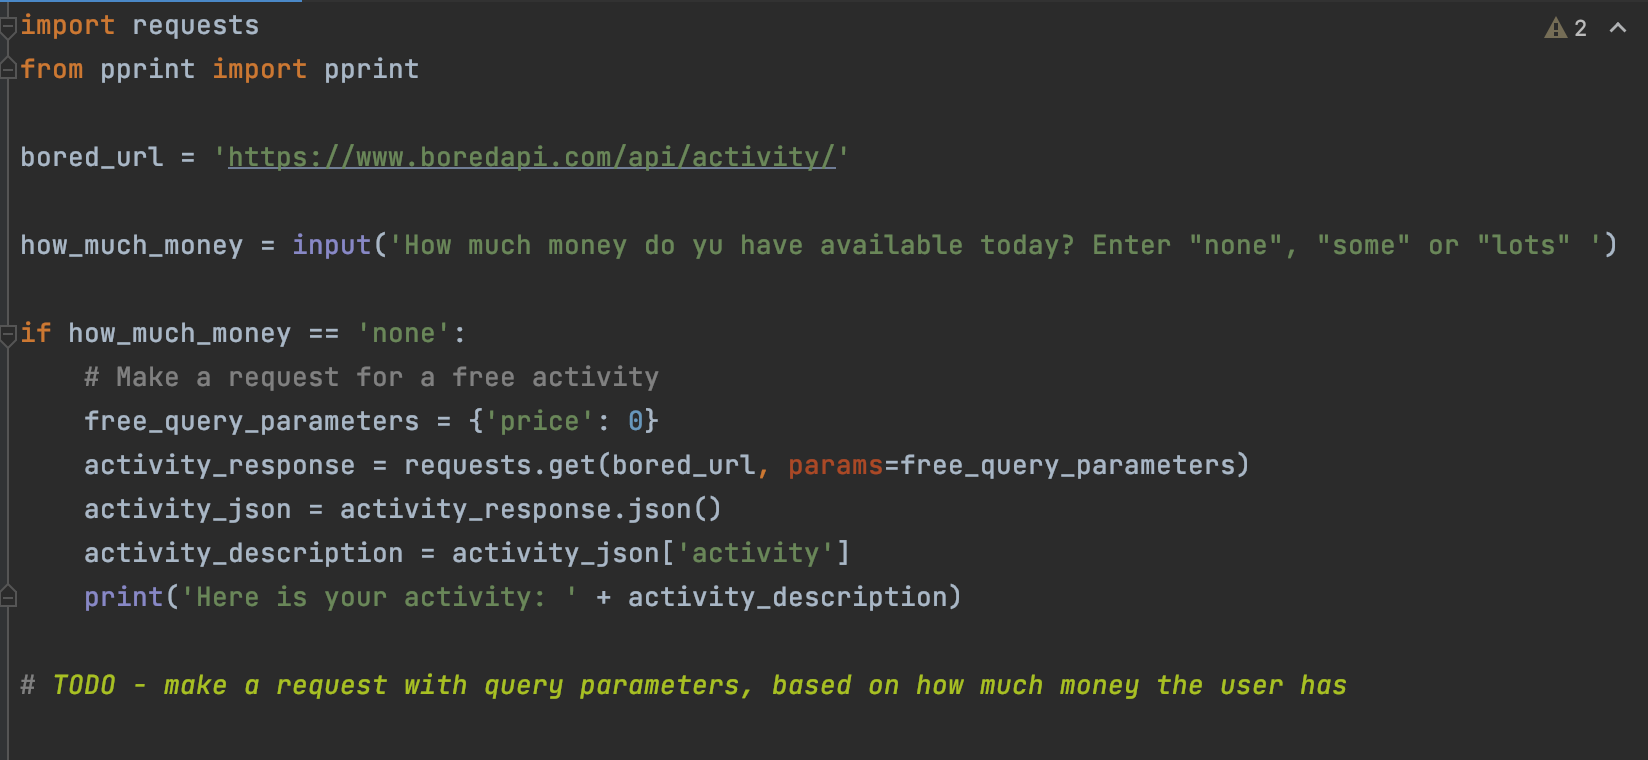 import requests
2
from pprint import pprint
bored_url = 'https://www.boredapi.com/api/activity/'
how_much_money = input('How much money do yu have available today? Enter "none", "some" or "lots" ')
if how_much_money == 'none':
    # Make a request for a free activity
    free_query_parameters = {'price': 0}
    activity_response = requests.get(bored_url, params=free_query_parameters)
    activity_json = activity_response.json()
    activity_description = activity_json['activity']
    print('Here is your activity: ' + activity_description)
# TODO - make a request with query parameters, based on how much money the user has